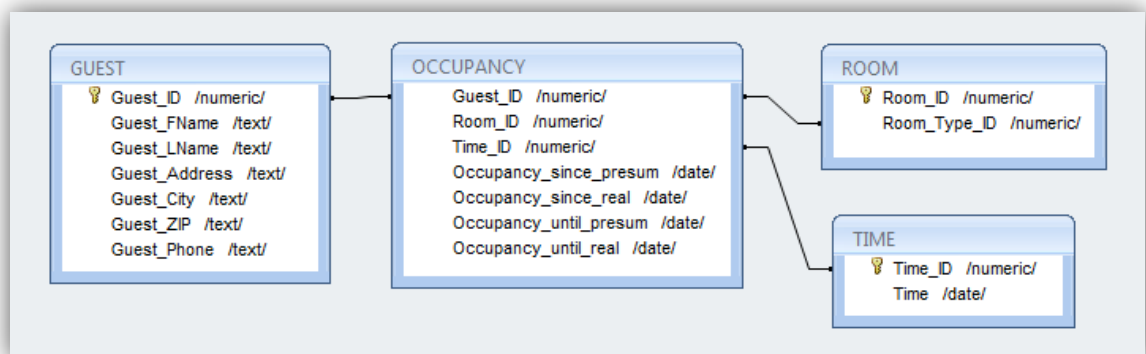 GUEST
Guest_ID /numeric/
Guest_FName /text/
Guest_LName /text/
Guest_Address /text/
Guest_City /text/
Guest_ZIP /text/
Guest_Phone /text/
OCCUPANCY
Guest_ID /numeric/
Room_ID /numeric/
Time_ID /numeric/
Occupancy_since_presum /date/
Occupancy_since_real /date/
Occupancy_until_presum /date/
Occupancy_until_real /date/
ROOM
Room_ID /numeric/
Room_Type_ID /numeric/
TIME
Time_ID /numeric/
Time /date/